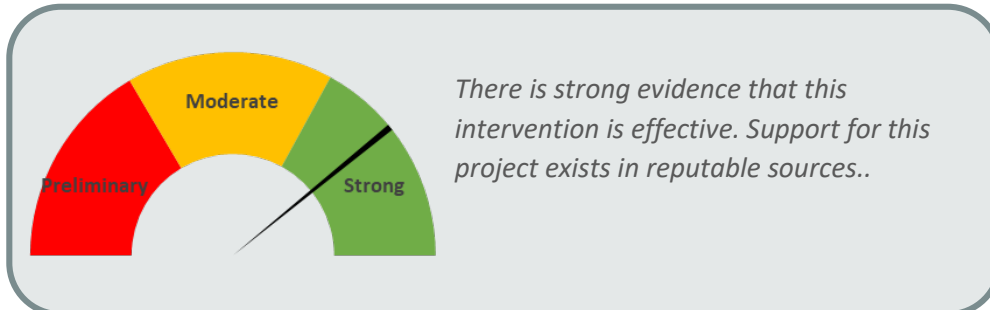 Moderate
Preliminary
Strong
There is strong evidence that this
intervention is effective. Support for this
project exists in reputable sources..